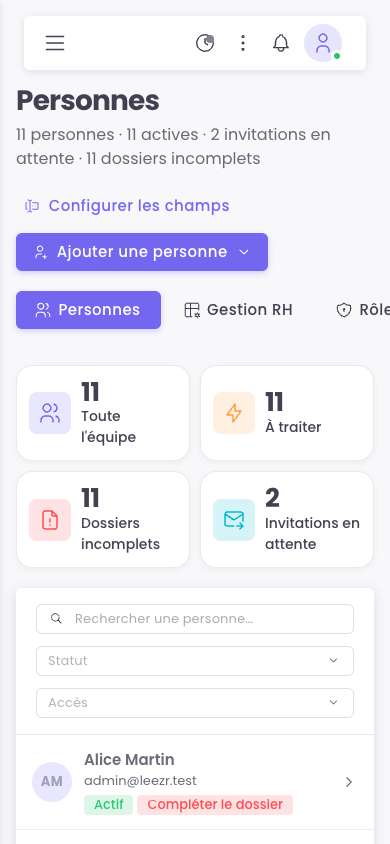 Personnes
11 personnes · 11 actives · 2 invitations en
attente · 11 dossiers incomplets
Configurer les champs
Ajouter une personne
Personnes
Gestion RH
Rôle
11
Toute
l'équipe
11
À traiter
11
Dossiers
incomplets
2
Invitations en
attente
Rechercher une personne...
Statut
Accès
AM
Alice Martin
admin@leezr.test
Actif
Compléter le dossier